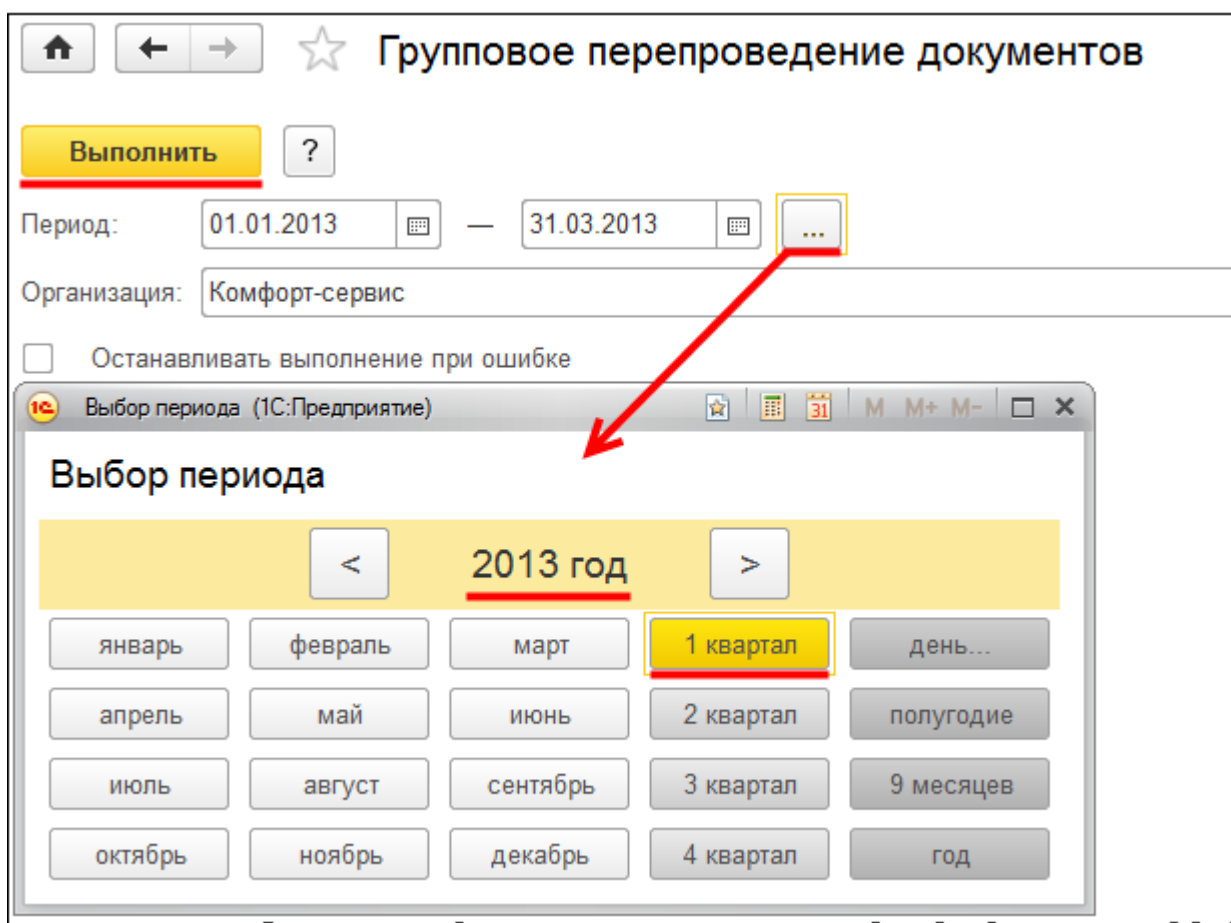 Групповое перепроведение документов
Выполнить ?
Период: 01.01.2013 — 31.03.2013 ...
Организация: Комфорт-сервис
Останавливать выполнение при ошибке
1С Выбор периода (1С:Предприятие) 31 M M+ M-
Выбор периода
< 2013 год >
январь февраль март 1 квартал день...
апрель май июнь 2 квартал полугодие
июль август сентябрь 3 квартал 9 месяцев
октябрь ноябрь декабрь 4 квартал год